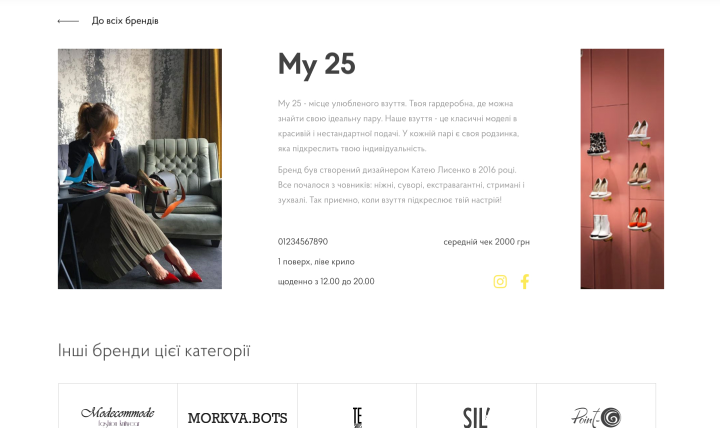 До всіх брендів
My 25
My 25 - місце улюбленого взуття. Твоя гардеробна, де можна
знайти свою ідеальну пару. Наше взуття - це класичні моделі в
красивій і нестандартної подачі. У кожній парі є своя родзинка,
яка підкреслить твою індивідуальність.
Бренд був створений дизайнером Катею Лисенко в 2016 році.
Все почалося з човників: ніжні, суворі, екстравагантні, стримані і
зухвалі. Так приємно, коли взуття підкреслює твій настрій!
01234567890
середній чек 2000 грн
1 поверх, ліве крило
щоденно з 12.00 до 20.00
Інші бренди цієї категорії
Modecommode
fashion knitwear
MORKVA.BOTS
TE
SIL'
Point-